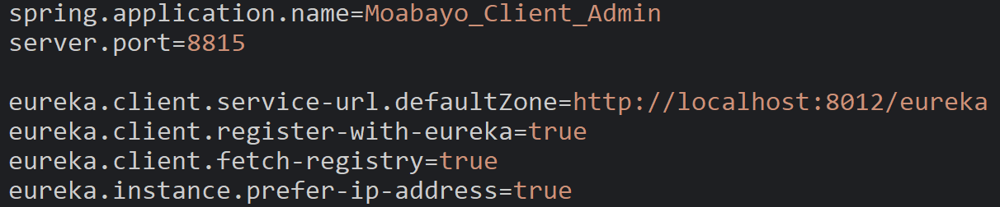 spring.application.name=Moabayo_Client_Admin
server.port=8815
eureka.client.service-url.defaultZone=http://localhost:8012/eureka
eureka.client.register-with-eureka=true
eureka.client.fetch-registry=true
eureka.instance.prefer-ip-address=true